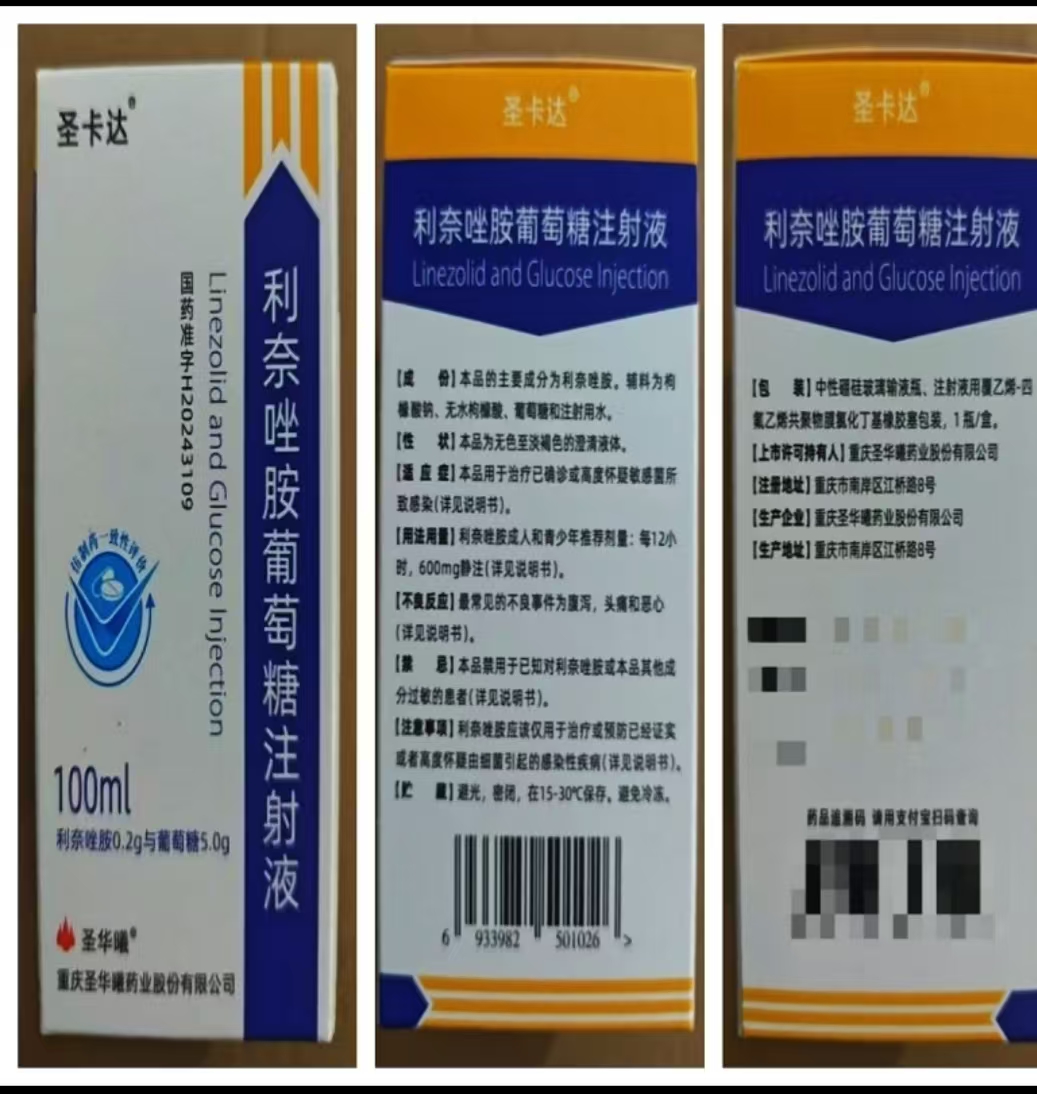 圣卡达®
国药准字H20243109
Linezolid and Glucose Injection
利奈唑胺葡萄糖注射液
仿制药一致性评价
100ml
利奈唑胺0.2g与葡萄糖5.0g
圣华曦®
重庆圣华曦药业股份有限公司
圣卡达®
利奈唑胺葡萄糖注射液
Linezolid and Glucose Injection
【成 份】本品的主要成分为利奈唑胺。辅料为枸
橼酸钠、无水枸橼酸、葡萄糖和注射用水。
【性 状】本品为无色至淡褐色的澄清液体。
【适应症】本品用于治疗已确诊或高度怀疑敏感菌所
致感染(详见说明书)。
【用法用量】利奈唑胺成人和青少年推荐剂量：每12小
时，600mg静注(详见说明书)。
【不良反应】最常见的不良事件为腹泻，头痛和恶心
(详见说明书)。
【禁 忌】本品禁用于已知对利奈唑胺或本品其他成
分过敏的患者(详见说明书)。
【注意事项】利奈唑胺应该仅用于治疗或预防已经证实
或者高度怀疑由细菌引起的感染性疾病(详见说明书)。
【贮 藏】避光，密闭，在15-30℃保存。避免冷冻。
6 933982 501026 >
圣卡达®
利奈唑胺葡萄糖注射液
Linezolid and Glucose Injection
【包 装】中性硼硅玻璃输液瓶、注射液用覆乙烯-四
氟乙烯共聚物膜氯化丁基橡胶塞包装，1瓶/盒。
【上市许可持有人】重庆圣华曦药业股份有限公司
【注册地址】重庆市南岸区江桥路8号
【生产企业】重庆圣华曦药业股份有限公司
【生产地址】重庆市南岸区江桥路8号
药品追溯码 请用支付宝扫码查询